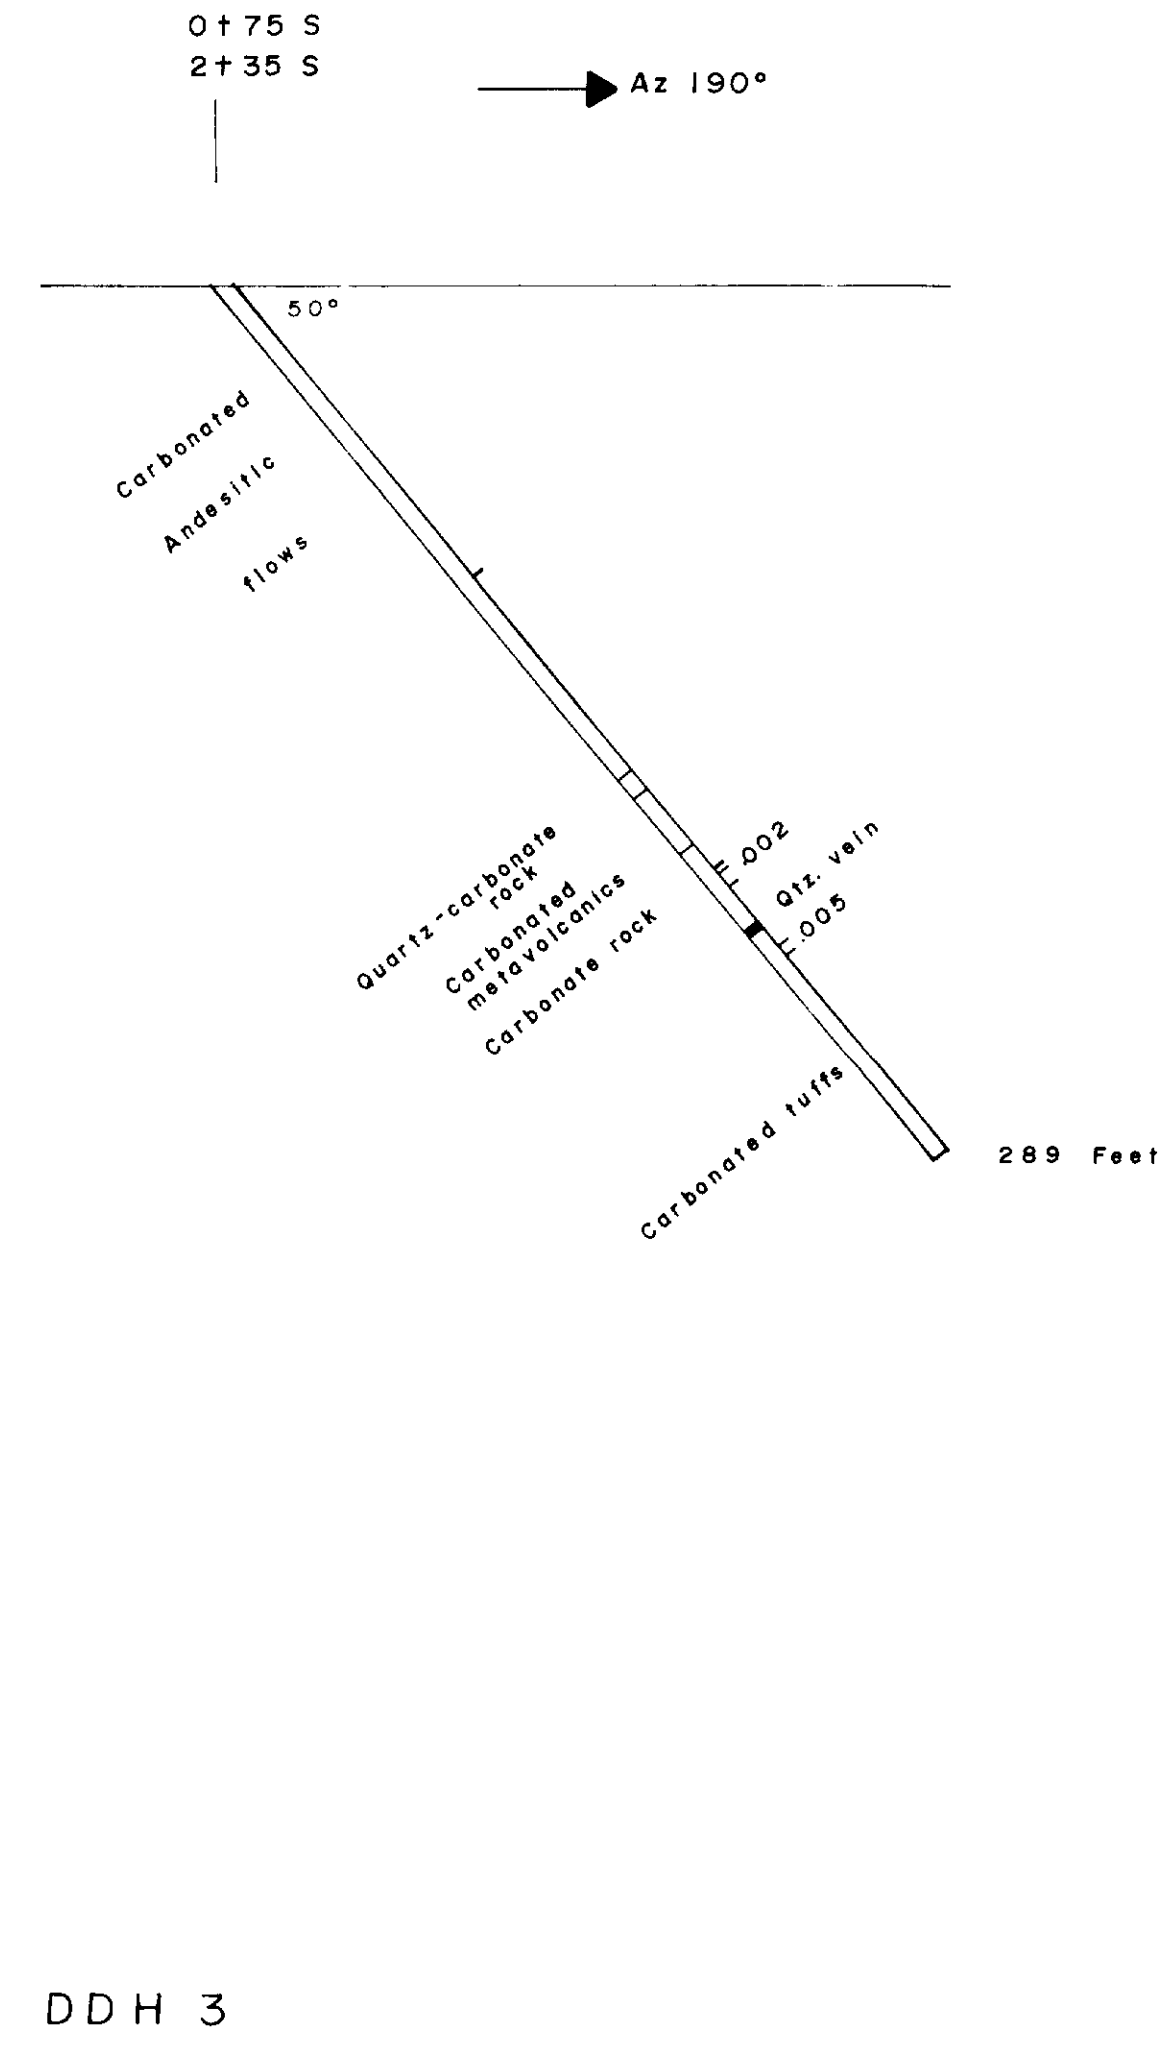 0+75 S
2+35 S
Az 190°
50°
Carbonated
Andesitic
flows
Quartz-carbonate
rock
Carbonated
metavolcanics
Carbonate rock
.002
Qtz. vein
.005
Carbonated tuffs
289 Feet
DDH 3